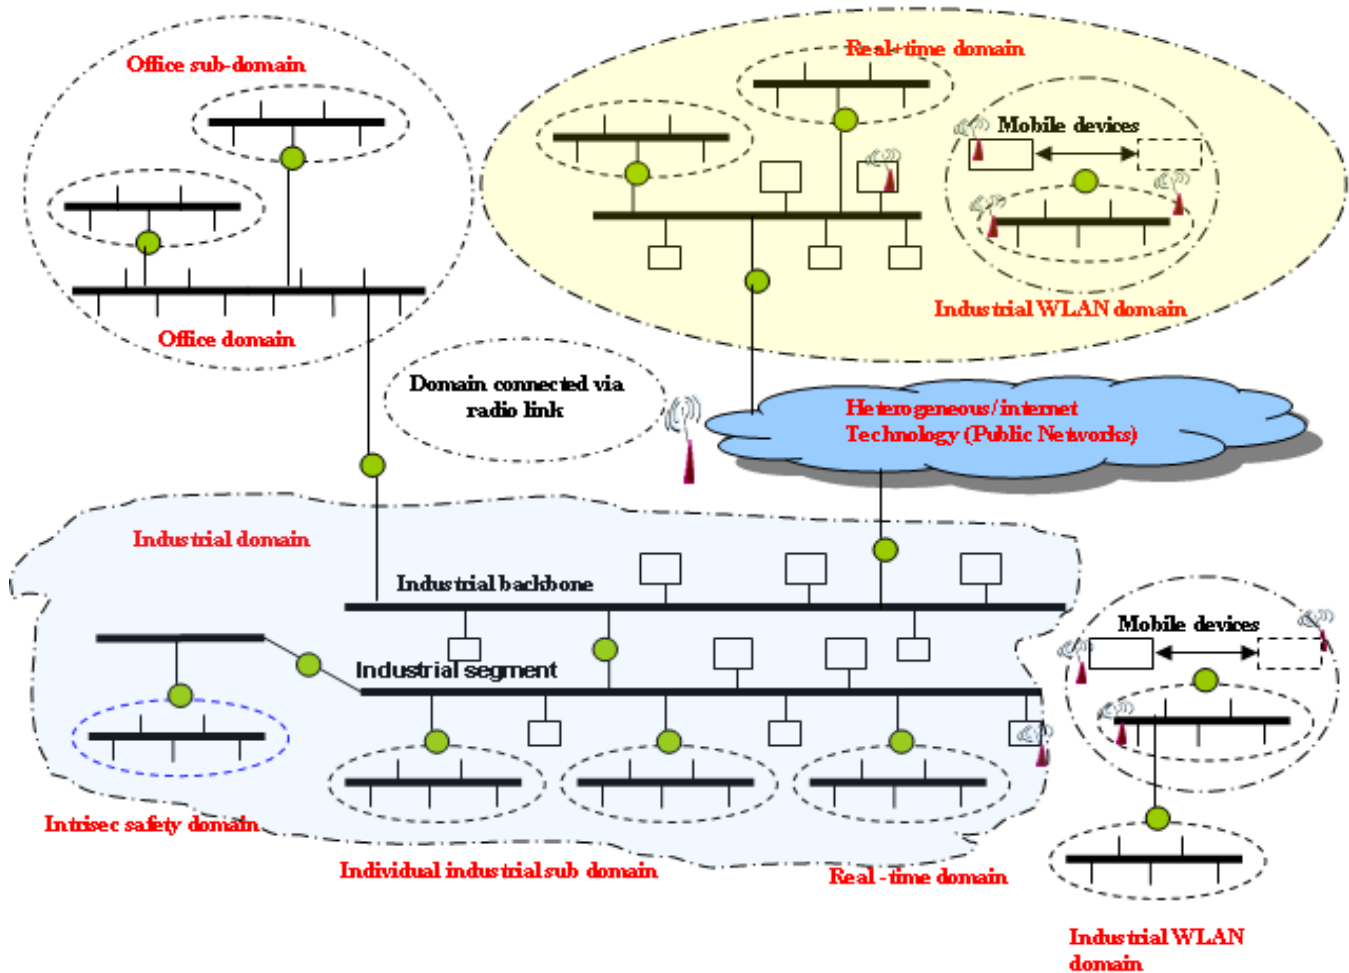 Office sub-domain
Real-time domain
Mobile devices
Industrial WLAN domain
Office domain
Domain connected via
radio link
Heterogeneous/internet
Technology (Public Networks)
Industrial domain
Industrial backbone
Industrial segment
Mobile devices
Intrisec safety domain
Individual industrial sub domain
Real -time domain
Industrial WLAN
domain